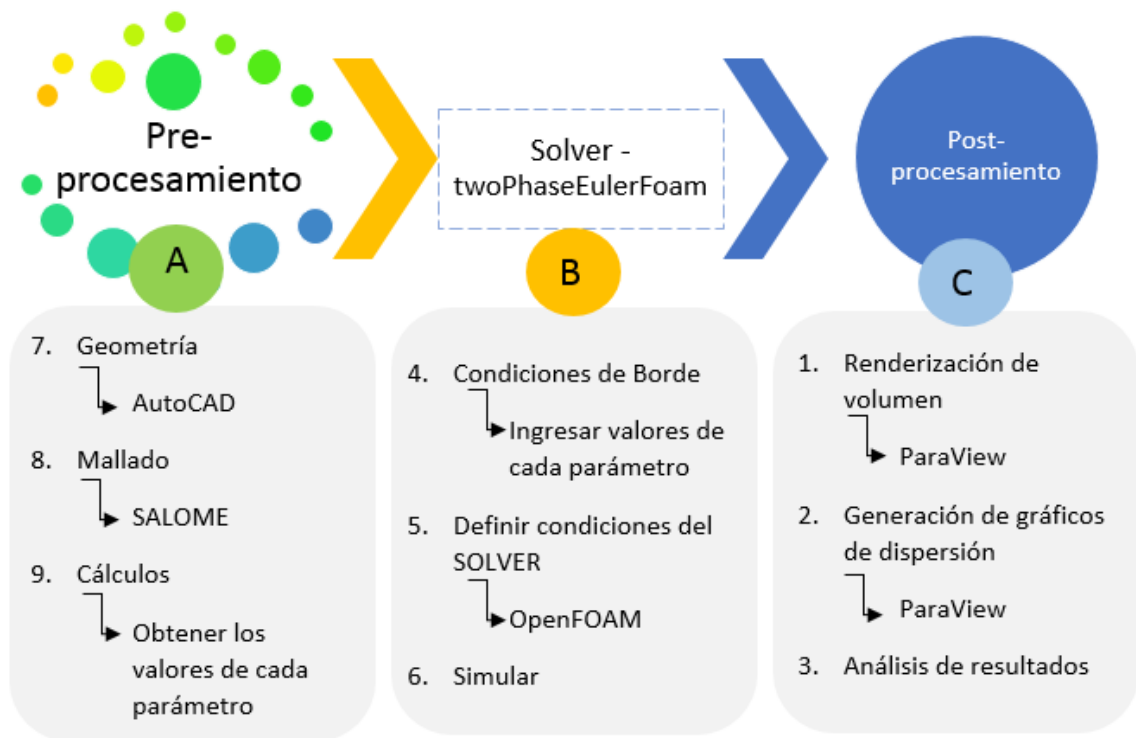 Pre-
procesamiento
A
7. Geometría
AutoCAD
8. Mallado
SALOME
9. Cálculos
Obtener los
valores de cada
parámetro
Solver -
twoPhaseEulerFoam
B
4. Condiciones de Borde
Ingresar valores de
cada parámetro
5. Definir condiciones del
SOLVER
OpenFOAM
6. Simular
Post-
procesamiento
C
1. Renderización de
volumen
ParaView
2. Generación de gráficos
de dispersión
ParaView
3. Análisis de resultados